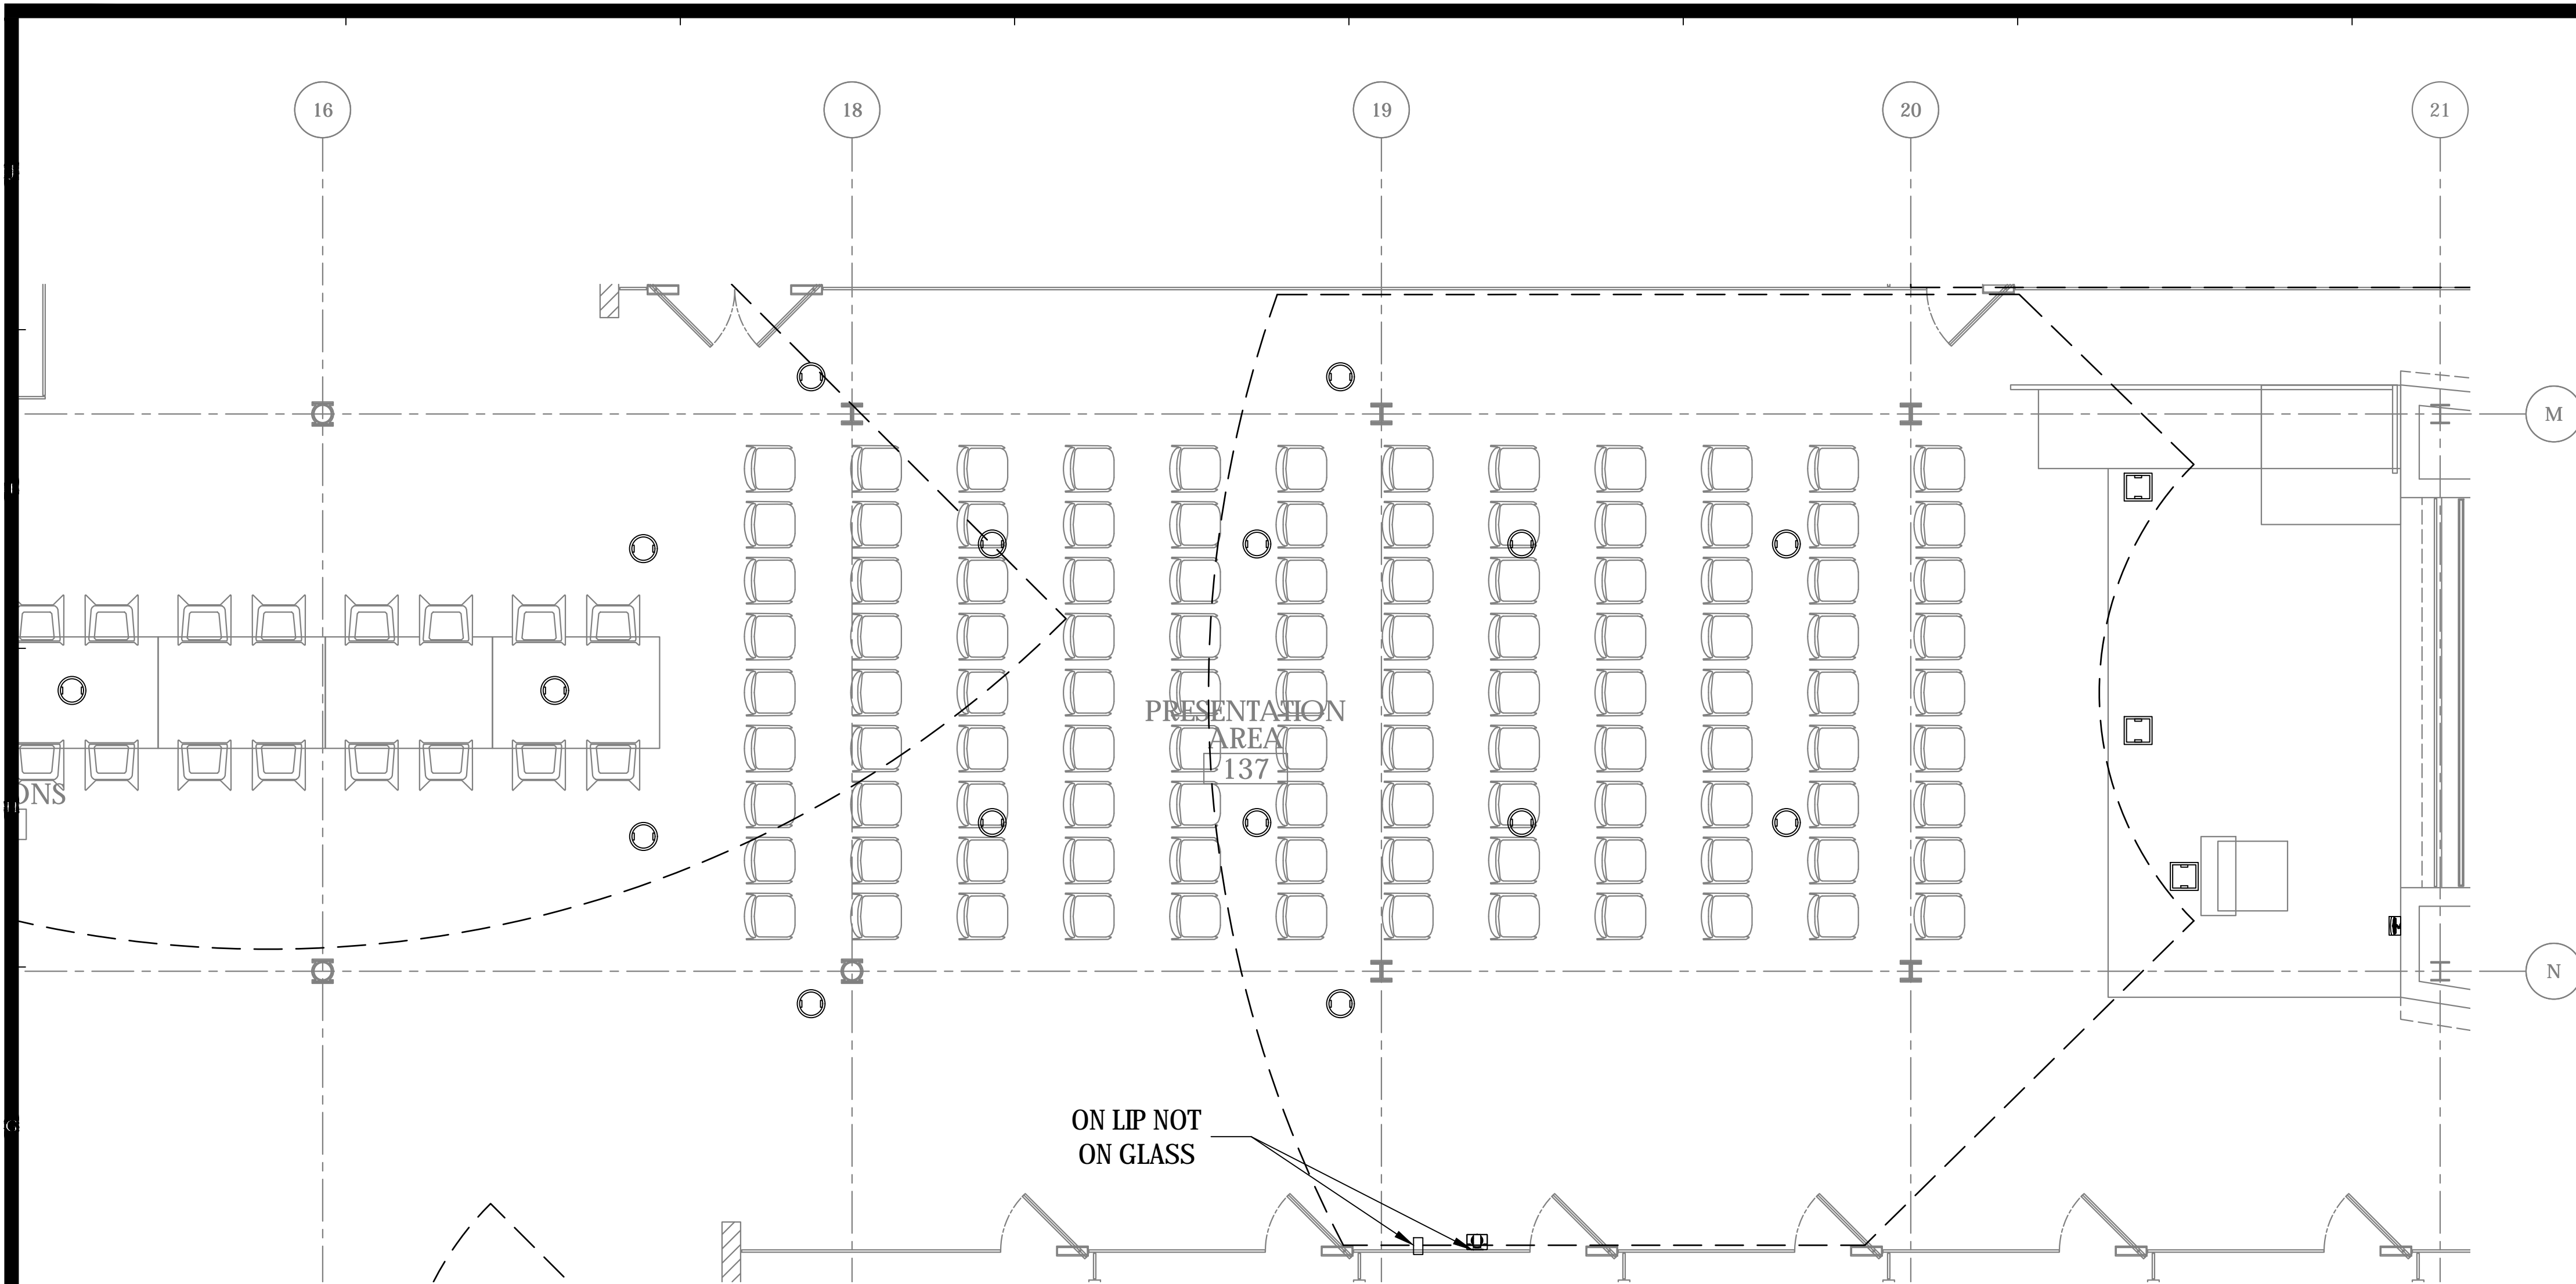 16
18
19
20
21
M
PRESENTATION
AREA
137
ONS
N
ON LIP NOT
ON GLASS